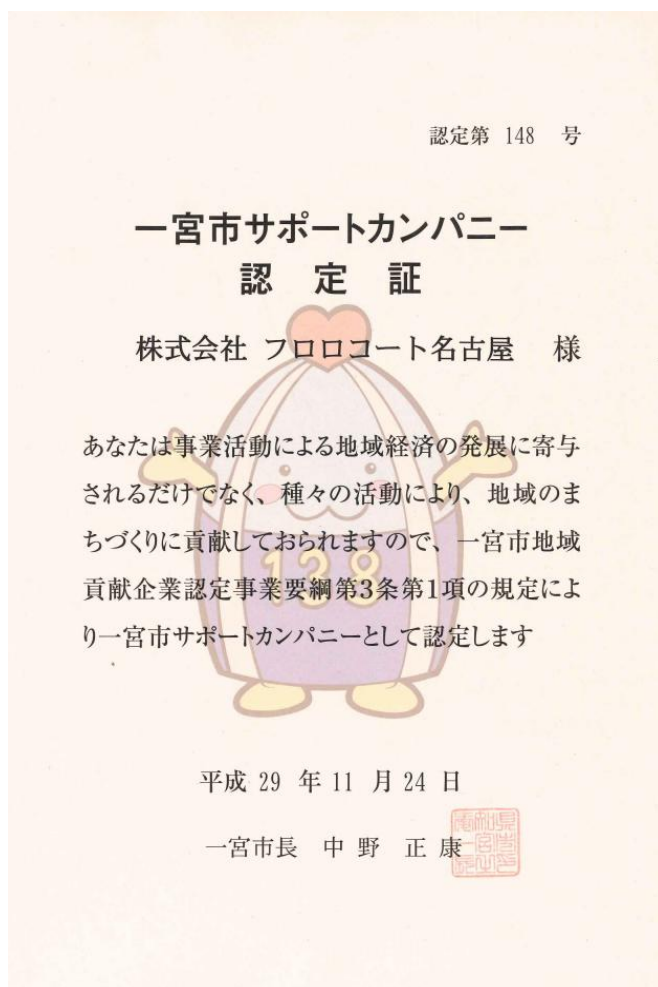 認定第 148 号
一宮市サポートカンパニー
認 定 証
株式会社 フロロコート名古屋 様
あなたは事業活動による地域経済の発展に寄与
されるだけでなく、種々の活動により、地域のま
ちづくりに貢献しておられますので、一宮市地域
138
貢献企業認定事業要綱第3条第1項の規定によ
り一宮市サポートカンパニーとして認定します
平成 29 年 11 月 24 日
一宮市長 中 野 正 康